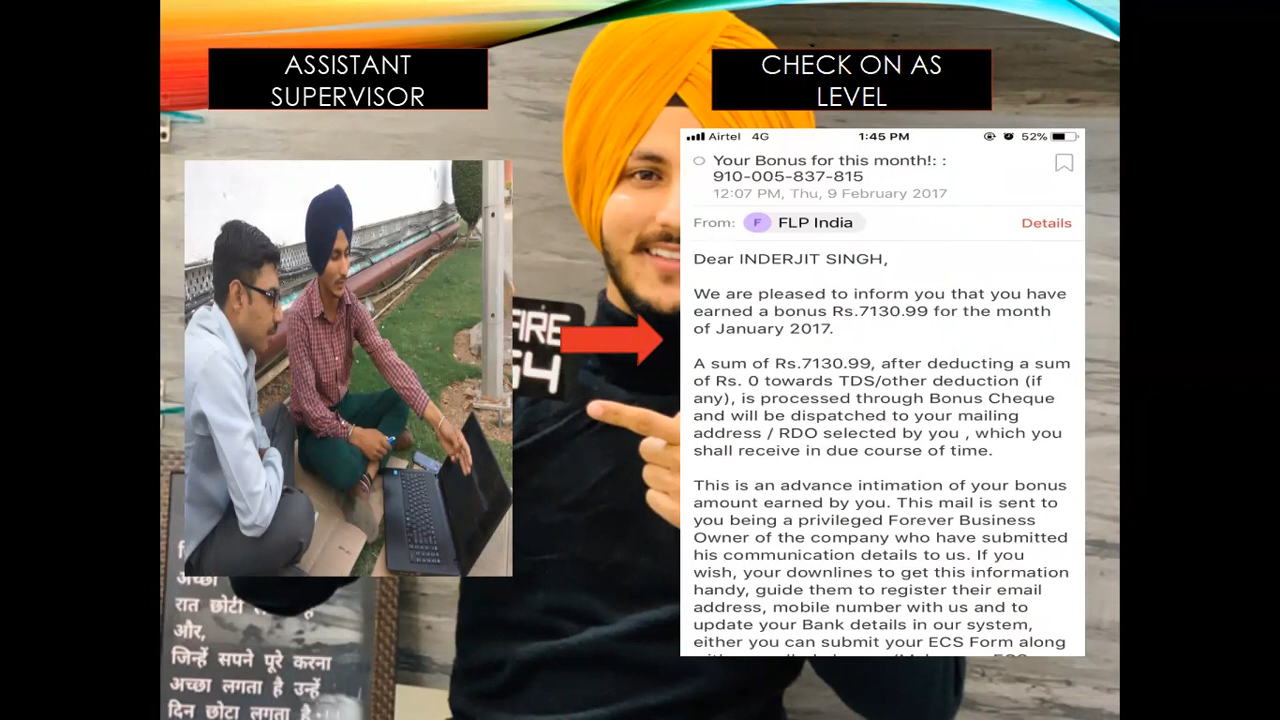 ASSISTANT
SUPERVISOR
CHECK ON AS
LEVEL
Airtel 4G 1:45 PM 52%
Your Bonus for this month!: :
910-005-837-815
12:07 PM, Thu, 9 February 2017
From: F FLP India Details
Dear INDERJIT SINGH,
We are pleased to inform you that you have
earned a bonus Rs.7130.99 for the month
of January 2017.
A sum of Rs.7130.99, after deducting a sum
of Rs. 0 towards TDS/other deduction (if
any), is processed through Bonus Cheque
and will be dispatched to your mailing
address / RDO selected by you , which you
shall receive in due course of time.
This is an advance intimation of your bonus
amount earned by you. This mail is sent to
you being a privileged Forever Business
Owner of the company who have submitted
his communication details to us. If you
wish, your downlines to get this information
handy, guide them to register their email
address, mobile number with us and to
update your Bank details in our system,
either you can submit your ECS Form along
अच्छा
रात छोटी
और,
जिन्हें सपने पूरे करना
अच्छा लगता है उन्हें
दिन छोटा लगता है